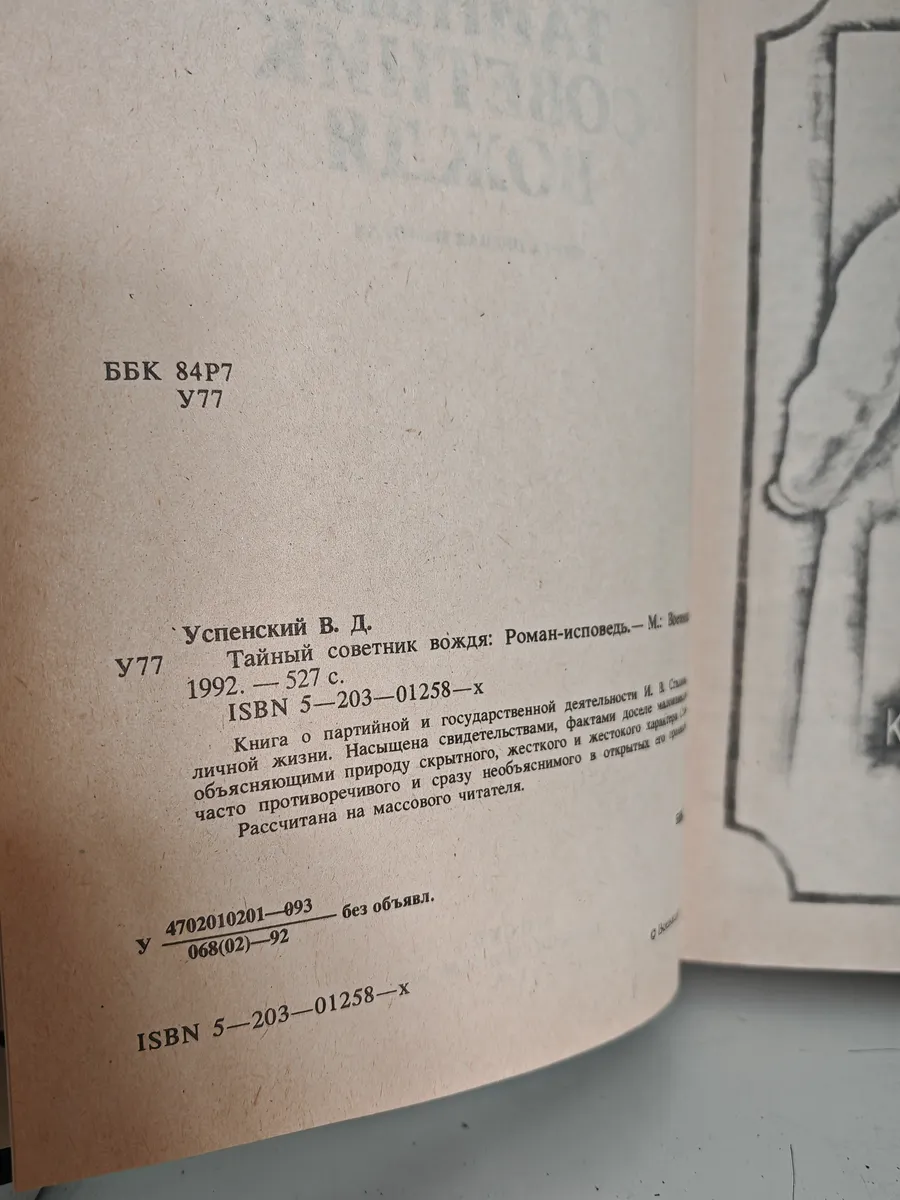 ББК 84Р7
У77
Успенский В. Д.
У77 Тайный советник вождя: Роман-исповедь.— М.:
1992. — 527 с.
ISBN 5—203—01258—х
Книга о партийной и государственной деятельности И. В.
личной жизни. Насыщена свидетельствами, фактами доселе
объясняющими природу скрытного, жесткого и жестокого характера
часто противоречивого и сразу необъяснимого в открытых его
Рассчитана на массового читателя.
У 4702010201—093 без объявл.
068(02)—92
©
ISBN 5—203—01258—х
К